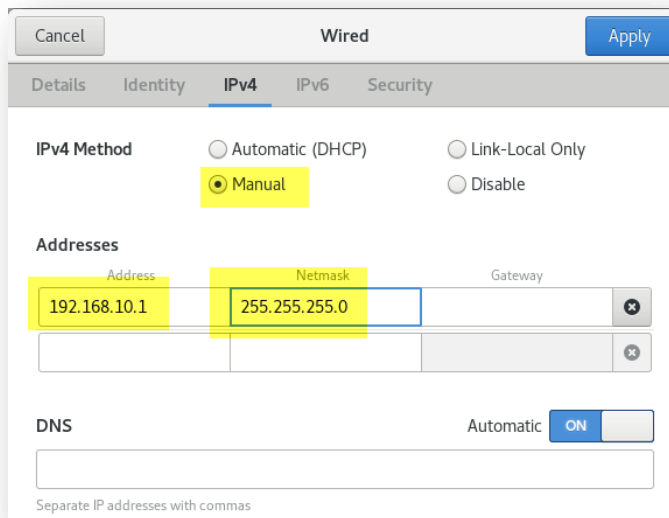 Cancel Wired Apply
Details Identity IPv4 IPv6 Security
IPv4 Method Automatic (DHCP) Link-Local Only
Manual Disable
Addresses
Address Netmask Gateway
192.168.10.1 255.255.255.0
DNS Automatic ON
Separate IP addresses with commas